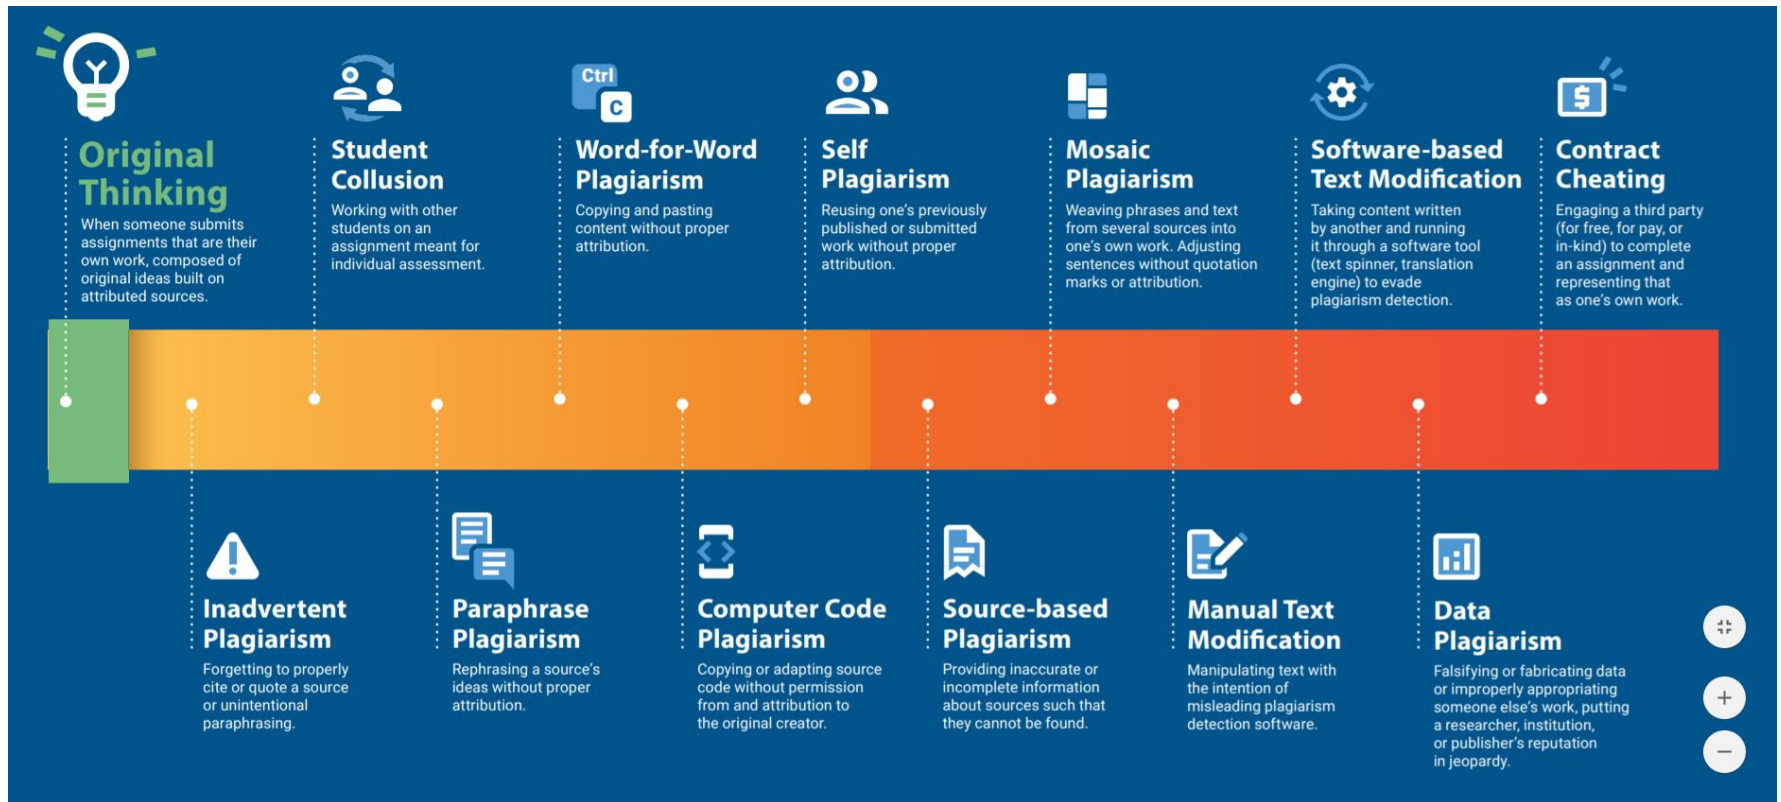 Original
Thinking
When someone submits
assignments that are their
own work, composed of
original ideas built on
attributed sources.
Student
Collusion
Working with other
students on an
assignment meant for
individual assessment.
Ctrl
C
Word-for-Word
Plagiarism
Copying and pasting
content without proper
attribution.
Self
Plagiarism
Reusing one's previously
published or submitted
work without proper
attribution.
Mosaic
Plagiarism
Weaving phrases and text
from several sources into
one's own work. Adjusting
sentences without quotation
marks or attribution.
Software-based
Text Modification
Taking content written
by another and running
it through a software tool
(text spinner, translation
engine) to evade
plagiarism detection.
$
Contract
Cheating
Engaging a third party
(for free, for pay, or
in-kind) to complete
an assignment and
representing that
as one's own work.
Inadvertent
Plagiarism
Forgetting to properly
cite or quote a source
or unintentional
paraphrasing.
Paraphrase
Plagiarism
Rephrasing a source's
ideas without proper
attribution.
Computer Code
Plagiarism
Copying or adapting source
code without permission
from and attribution to
the original creator.
Source-based
Plagiarism
Providing inaccurate or
incomplete information
about sources such that
they cannot be found.
Manual Text
Modification
Manipulating text with
the intention of
misleading plagiarism
detection software.
Data
Plagiarism
Falsifying or fabricating data
or improperly appropriating
someone else's work, putting
a researcher, institution,
or publisher's reputation
in jeopardy.